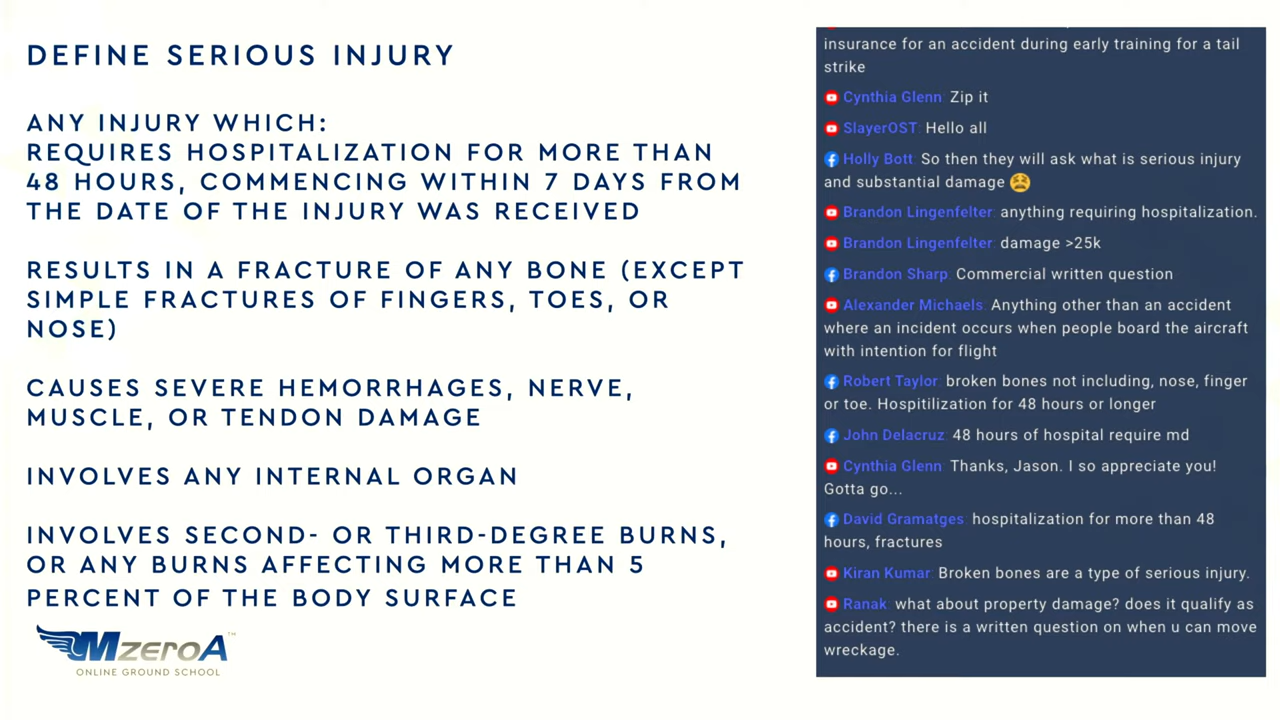 DEFINE SERIOUS INJURY
ANY INJURY WHICH:
REQUIRES HOSPITALIZATION FOR MORE THAN
48 HOURS, COMMENCING WITHIN 7 DAYS FROM
THE DATE OF THE INJURY WAS RECEIVED
RESULTS IN A FRACTURE OF ANY BONE (EXCEPT
SIMPLE FRACTURES OF FINGERS, TOES, OR
NOSE)
CAUSES SEVERE HEMORRHAGES, NERVE,
MUSCLE, OR TENDON DAMAGE
INVOLVES ANY INTERNAL ORGAN
INVOLVES SECOND- OR THIRD-DEGREE BURNS,
OR ANY BURNS AFFECTING MORE THAN 5
PERCENT OF THE BODY SURFACE
MzeroA™
ONLINE GROUND SCHOOL
insurance for an accident during early training for a tail
strike
Cynthia Glenn: Zip it
SlayerOST: Hello all
Holly Bott: So then they will ask what is serious injury
and substantial damage 😫
Brandon Lingenfelter: anything requiring hospitalization.
Brandon Lingenfelter: damage >25k
Brandon Sharp: Commercial written question
Alexander Michaels: Anything other than an accident
where an incident occurs when people board the aircraft
with intention for flight
Robert Taylor: broken bones not including, nose, finger
or toe. Hospitilization for 48 hours or longer
John Delacruz: 48 hours of hospital require md
Cynthia Glenn: Thanks, Jason. I so appreciate you!
Gotta go...
David Gramatges: hospitalization for more than 48
hours, fractures
Kiran Kumar: Broken bones are a type of serious injury.
Ranak: what about property damage? does it qualify as
accident? there is a written question on when u can move
wreckage.